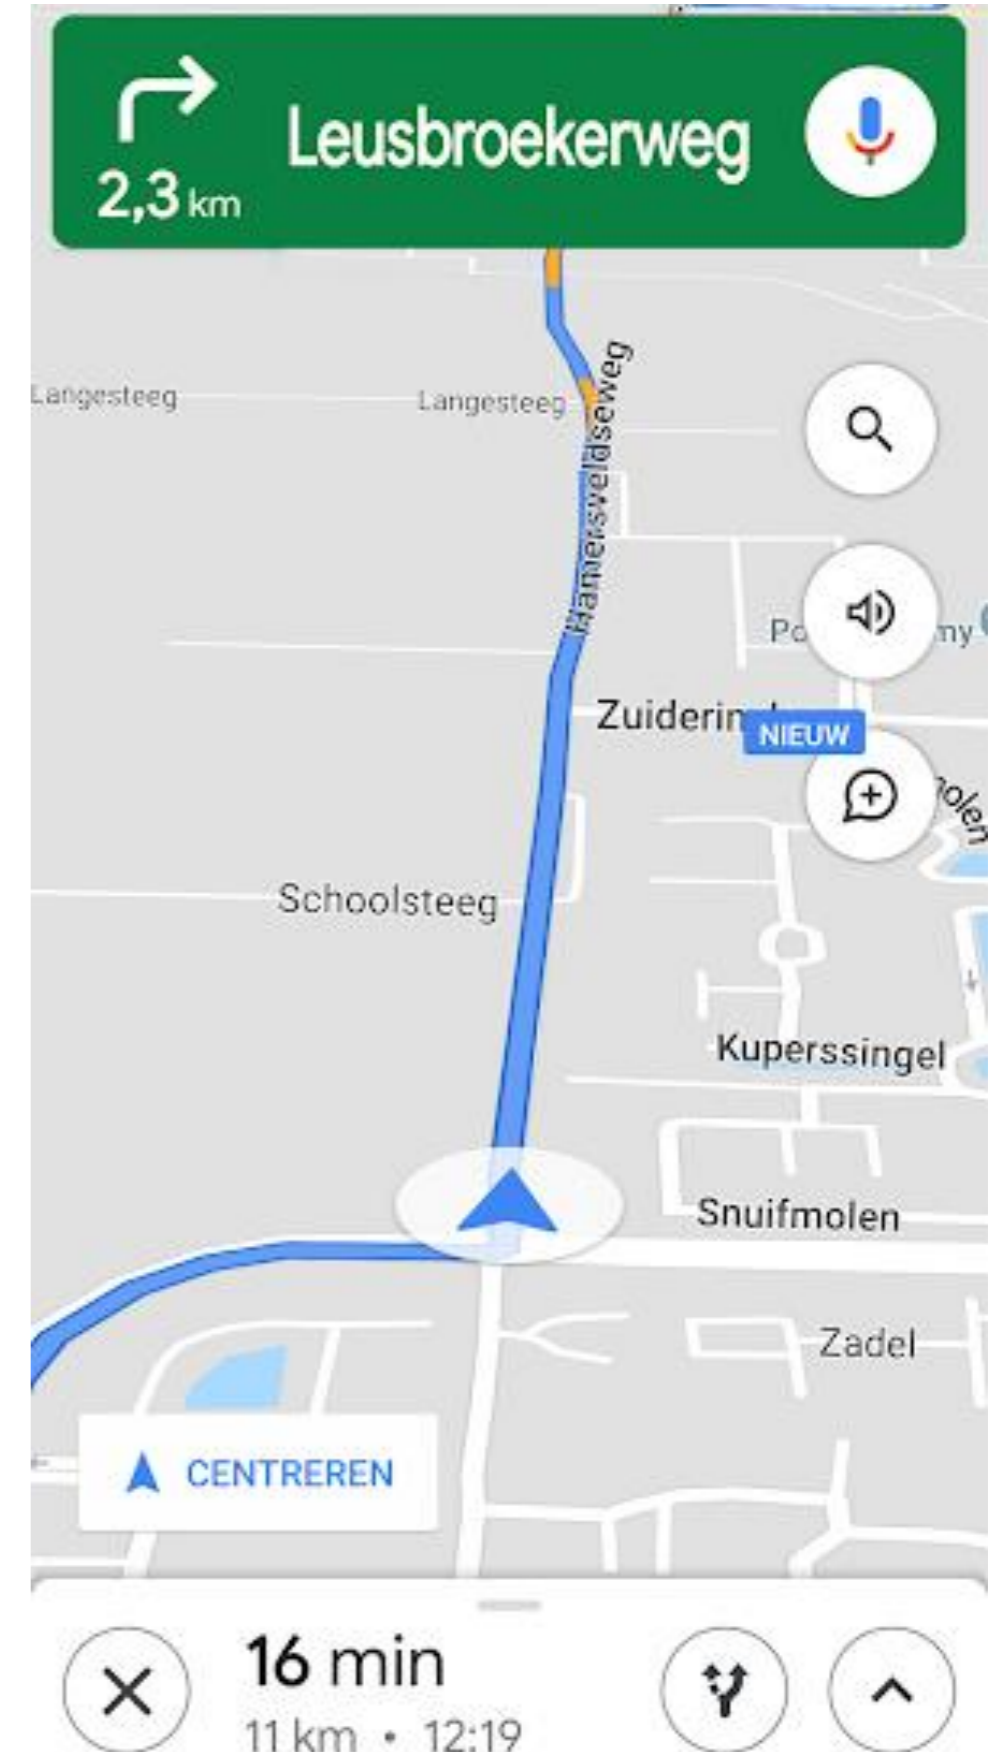 Leusbroekerweg
2,3 km
Hamersveldseweg
Langesteeg
Langesteeg
NIEUW
Schoolsteeg
Kuperssingel
Snuifmolen
Zadel
CENTREREN
16 min
11 km • 12:19